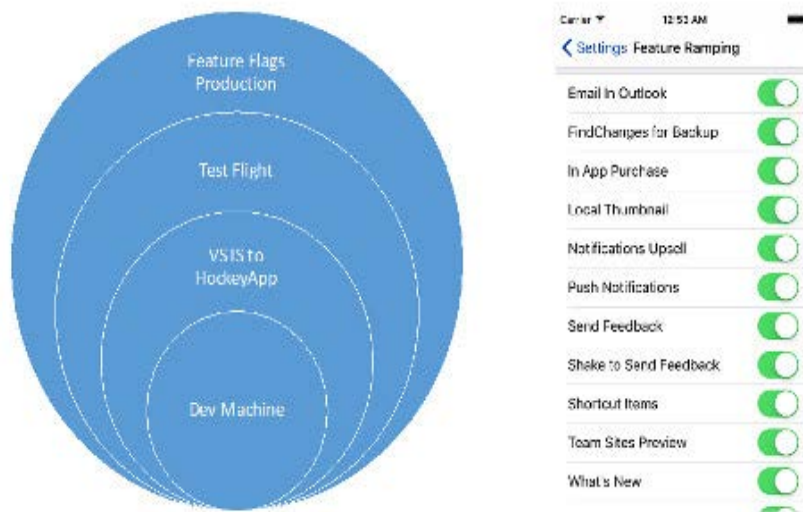 Feature Flags
Production
Test Flight
VSTS to
HockeyApp
Dev Machine
Carrier 12:53 AM
Settings Feature Ramping
Email In Outlook
FindChanges for Backup
In App Purchase
Local Thumbnail
Notifications Upsell
Push Notifications
Send Feedback
Shake to Send Feedback
Shortcut Items
Team Sites Preview
What's New